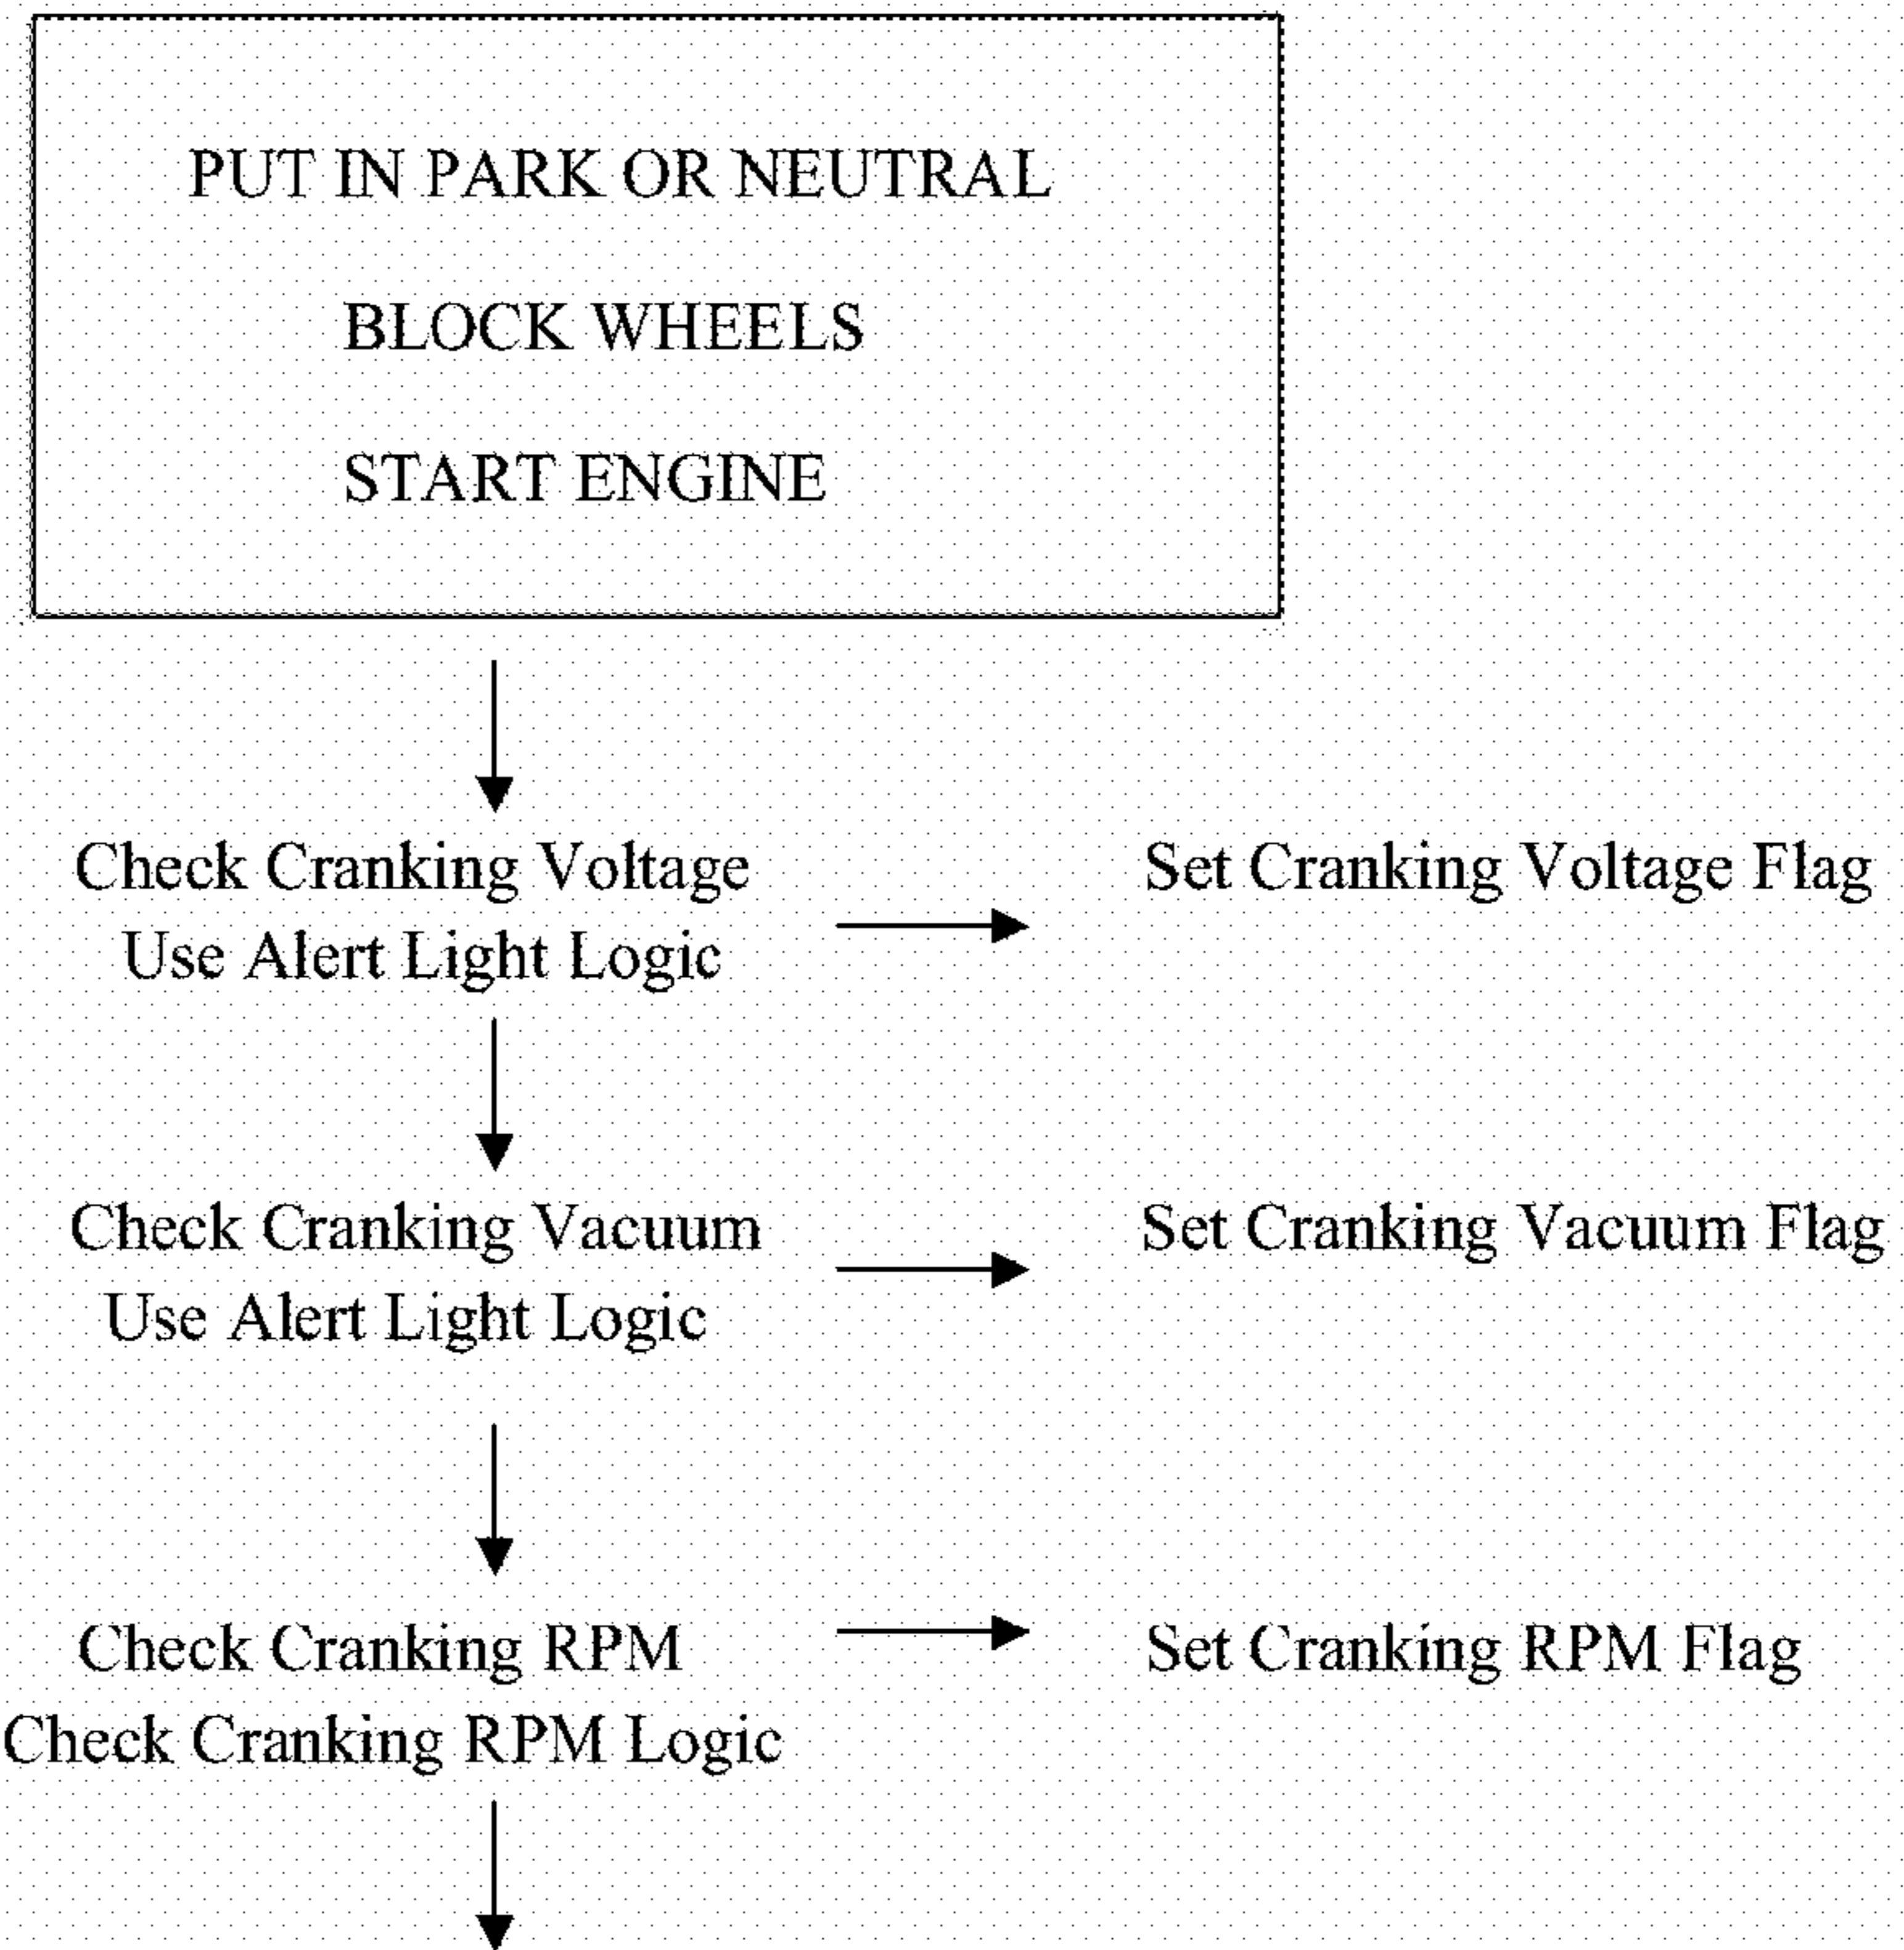 PUT IN PARK OR NEUTRAL
BLOCK WHEELS
START ENGINE
Check Cranking Voltage
Use Alert Light Logic
Set Cranking Voltage Flag
Check Cranking Vacuum
Use Alert Light Logic
Set Cranking Vacuum Flag
Check Cranking RPM
Check Cranking RPM Logic
Set Cranking RPM Flag